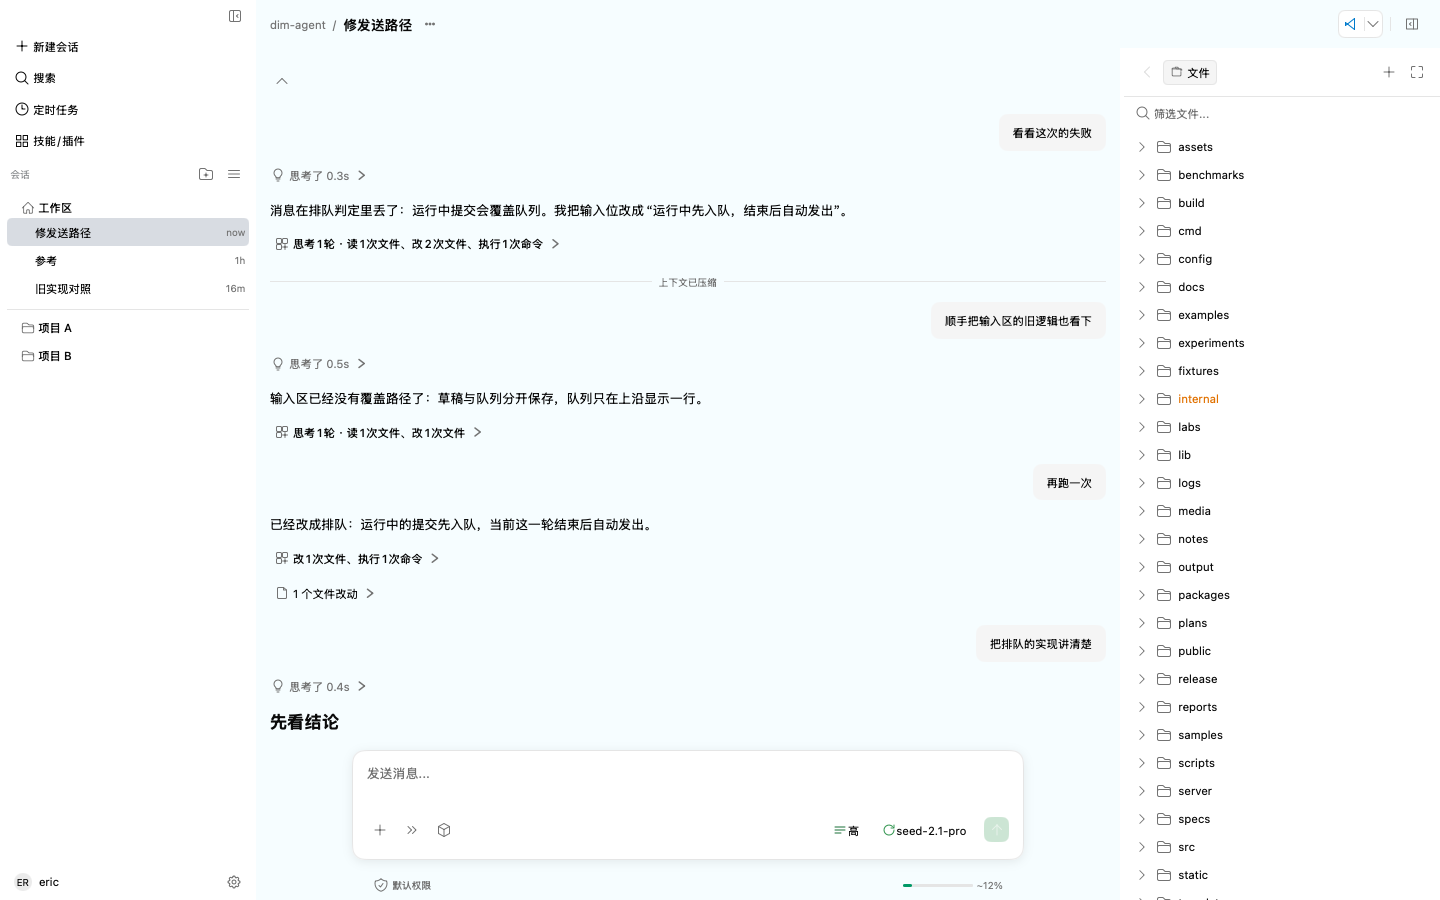 新建会话
搜索
定时任务
技能/插件
会话
工作区
修发送路径 now
参考 1h
旧实现对照 16m
项目 A
项目 B
ER eric
dim-agent / 修发送路径
看看这次的失败
思考了 0.3s
消息在排队判定里丢了：运行中提交会覆盖队列。我把输入位改成“运行中先入队，结束后自动发出”。
思考1轮 · 读1次文件、改2次文件、执行1次命令
上下文已压缩
顺手把输入区的旧逻辑也看下
思考了 0.5s
输入区已经没有覆盖路径了：草稿与队列分开保存，队列只在上沿显示一行。
思考1轮 · 读1次文件、改1次文件
再跑一次
已经改成排队：运行中的提交先入队，当前这一轮结束后自动发出。
改1次文件、执行1次命令
1 个文件改动
把排队的实现讲清楚
思考了 0.4s
先看结论
发送消息...
高 seed-2.1-pro
默认权限 ~12%
文件
筛选文件...
assets
benchmarks
build
cmd
config
docs
examples
experiments
fixtures
internal
labs
lib
logs
media
notes
output
packages
plans
public
release
reports
samples
scripts
server
specs
src
static